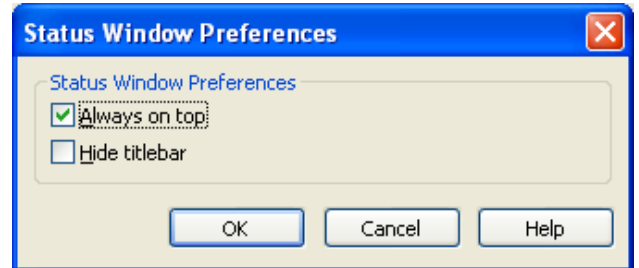 Status Window Preferences
Status Window Preferences
Always on top
Hide titlebar
OK Cancel Help